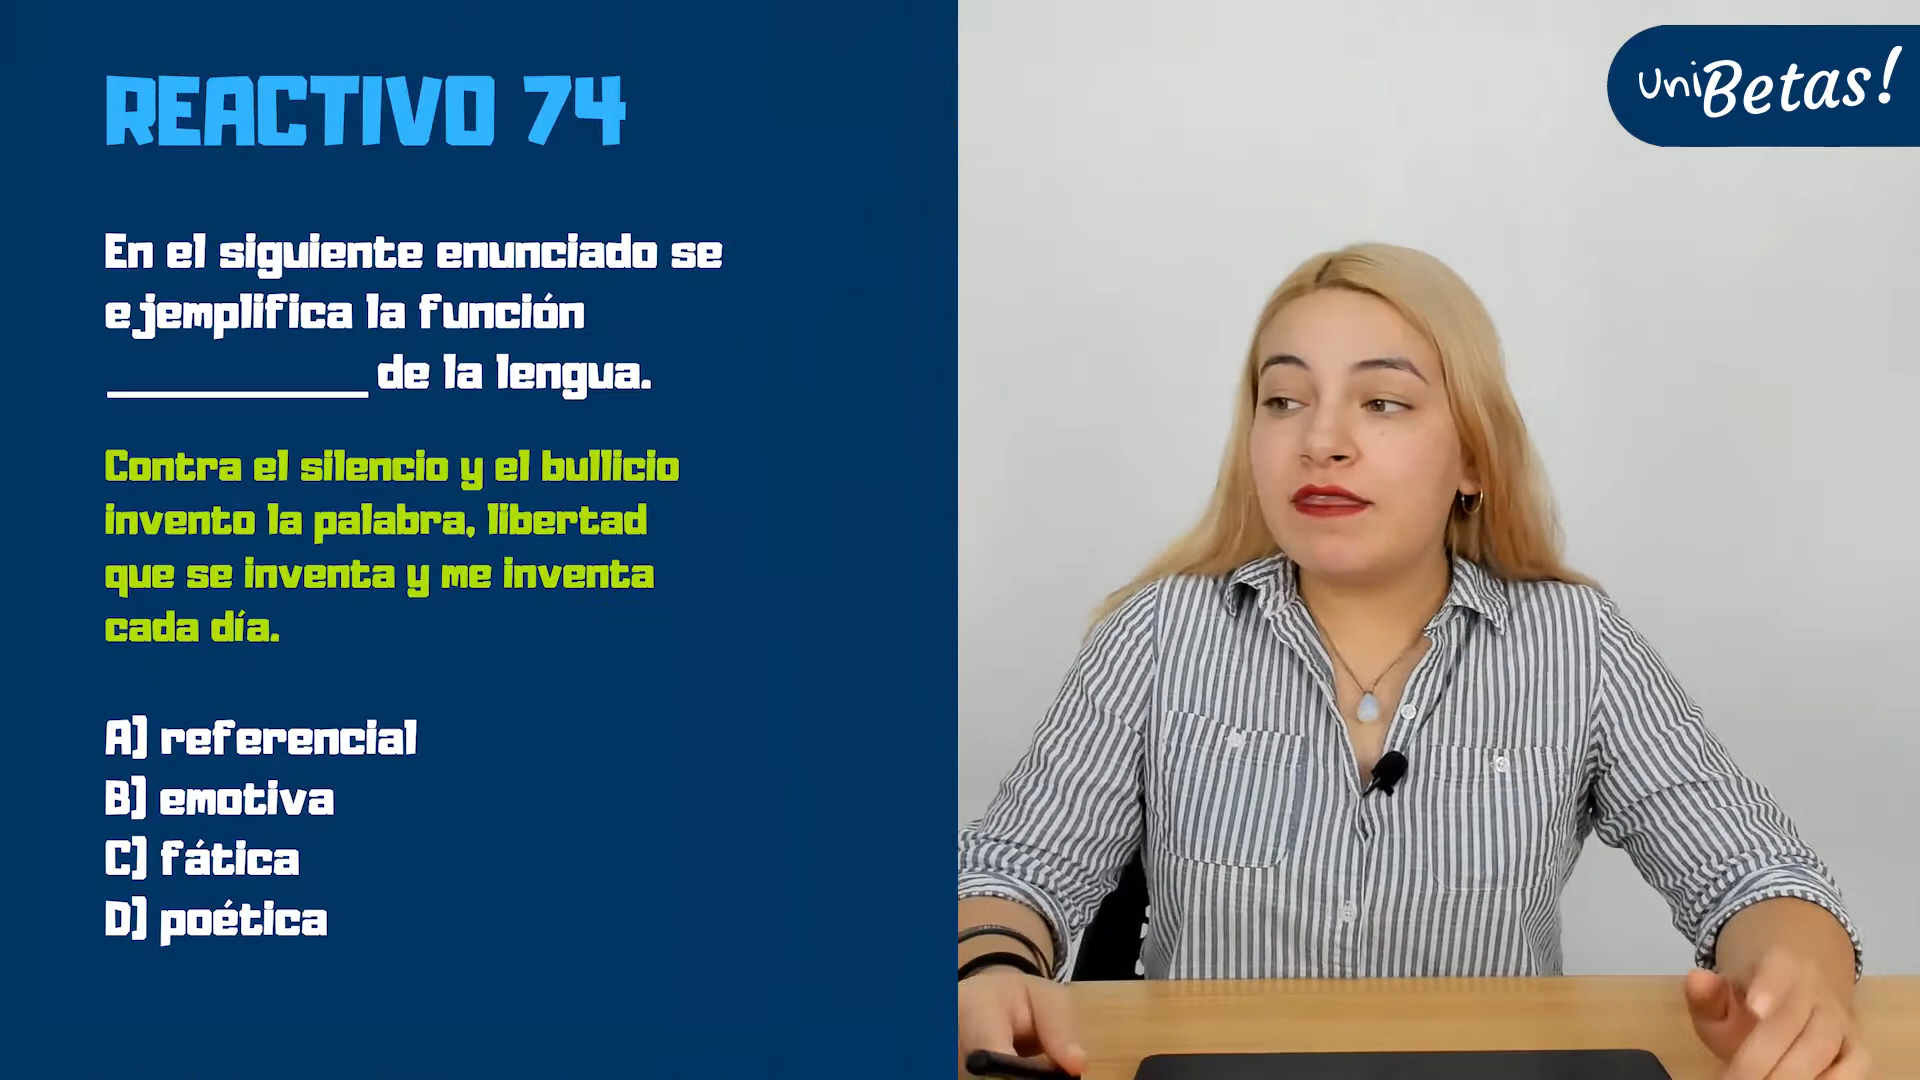 REACTIVO 74
En el siguiente enunciado se
ejemplifica la función
____________ de la lengua.
Contra el silencio y el bullicio
invento la palabra, libertad
que se inventa y me inventa
cada día.
A) referencial
B) emotiva
C) fática
D) poética
uniBetas!